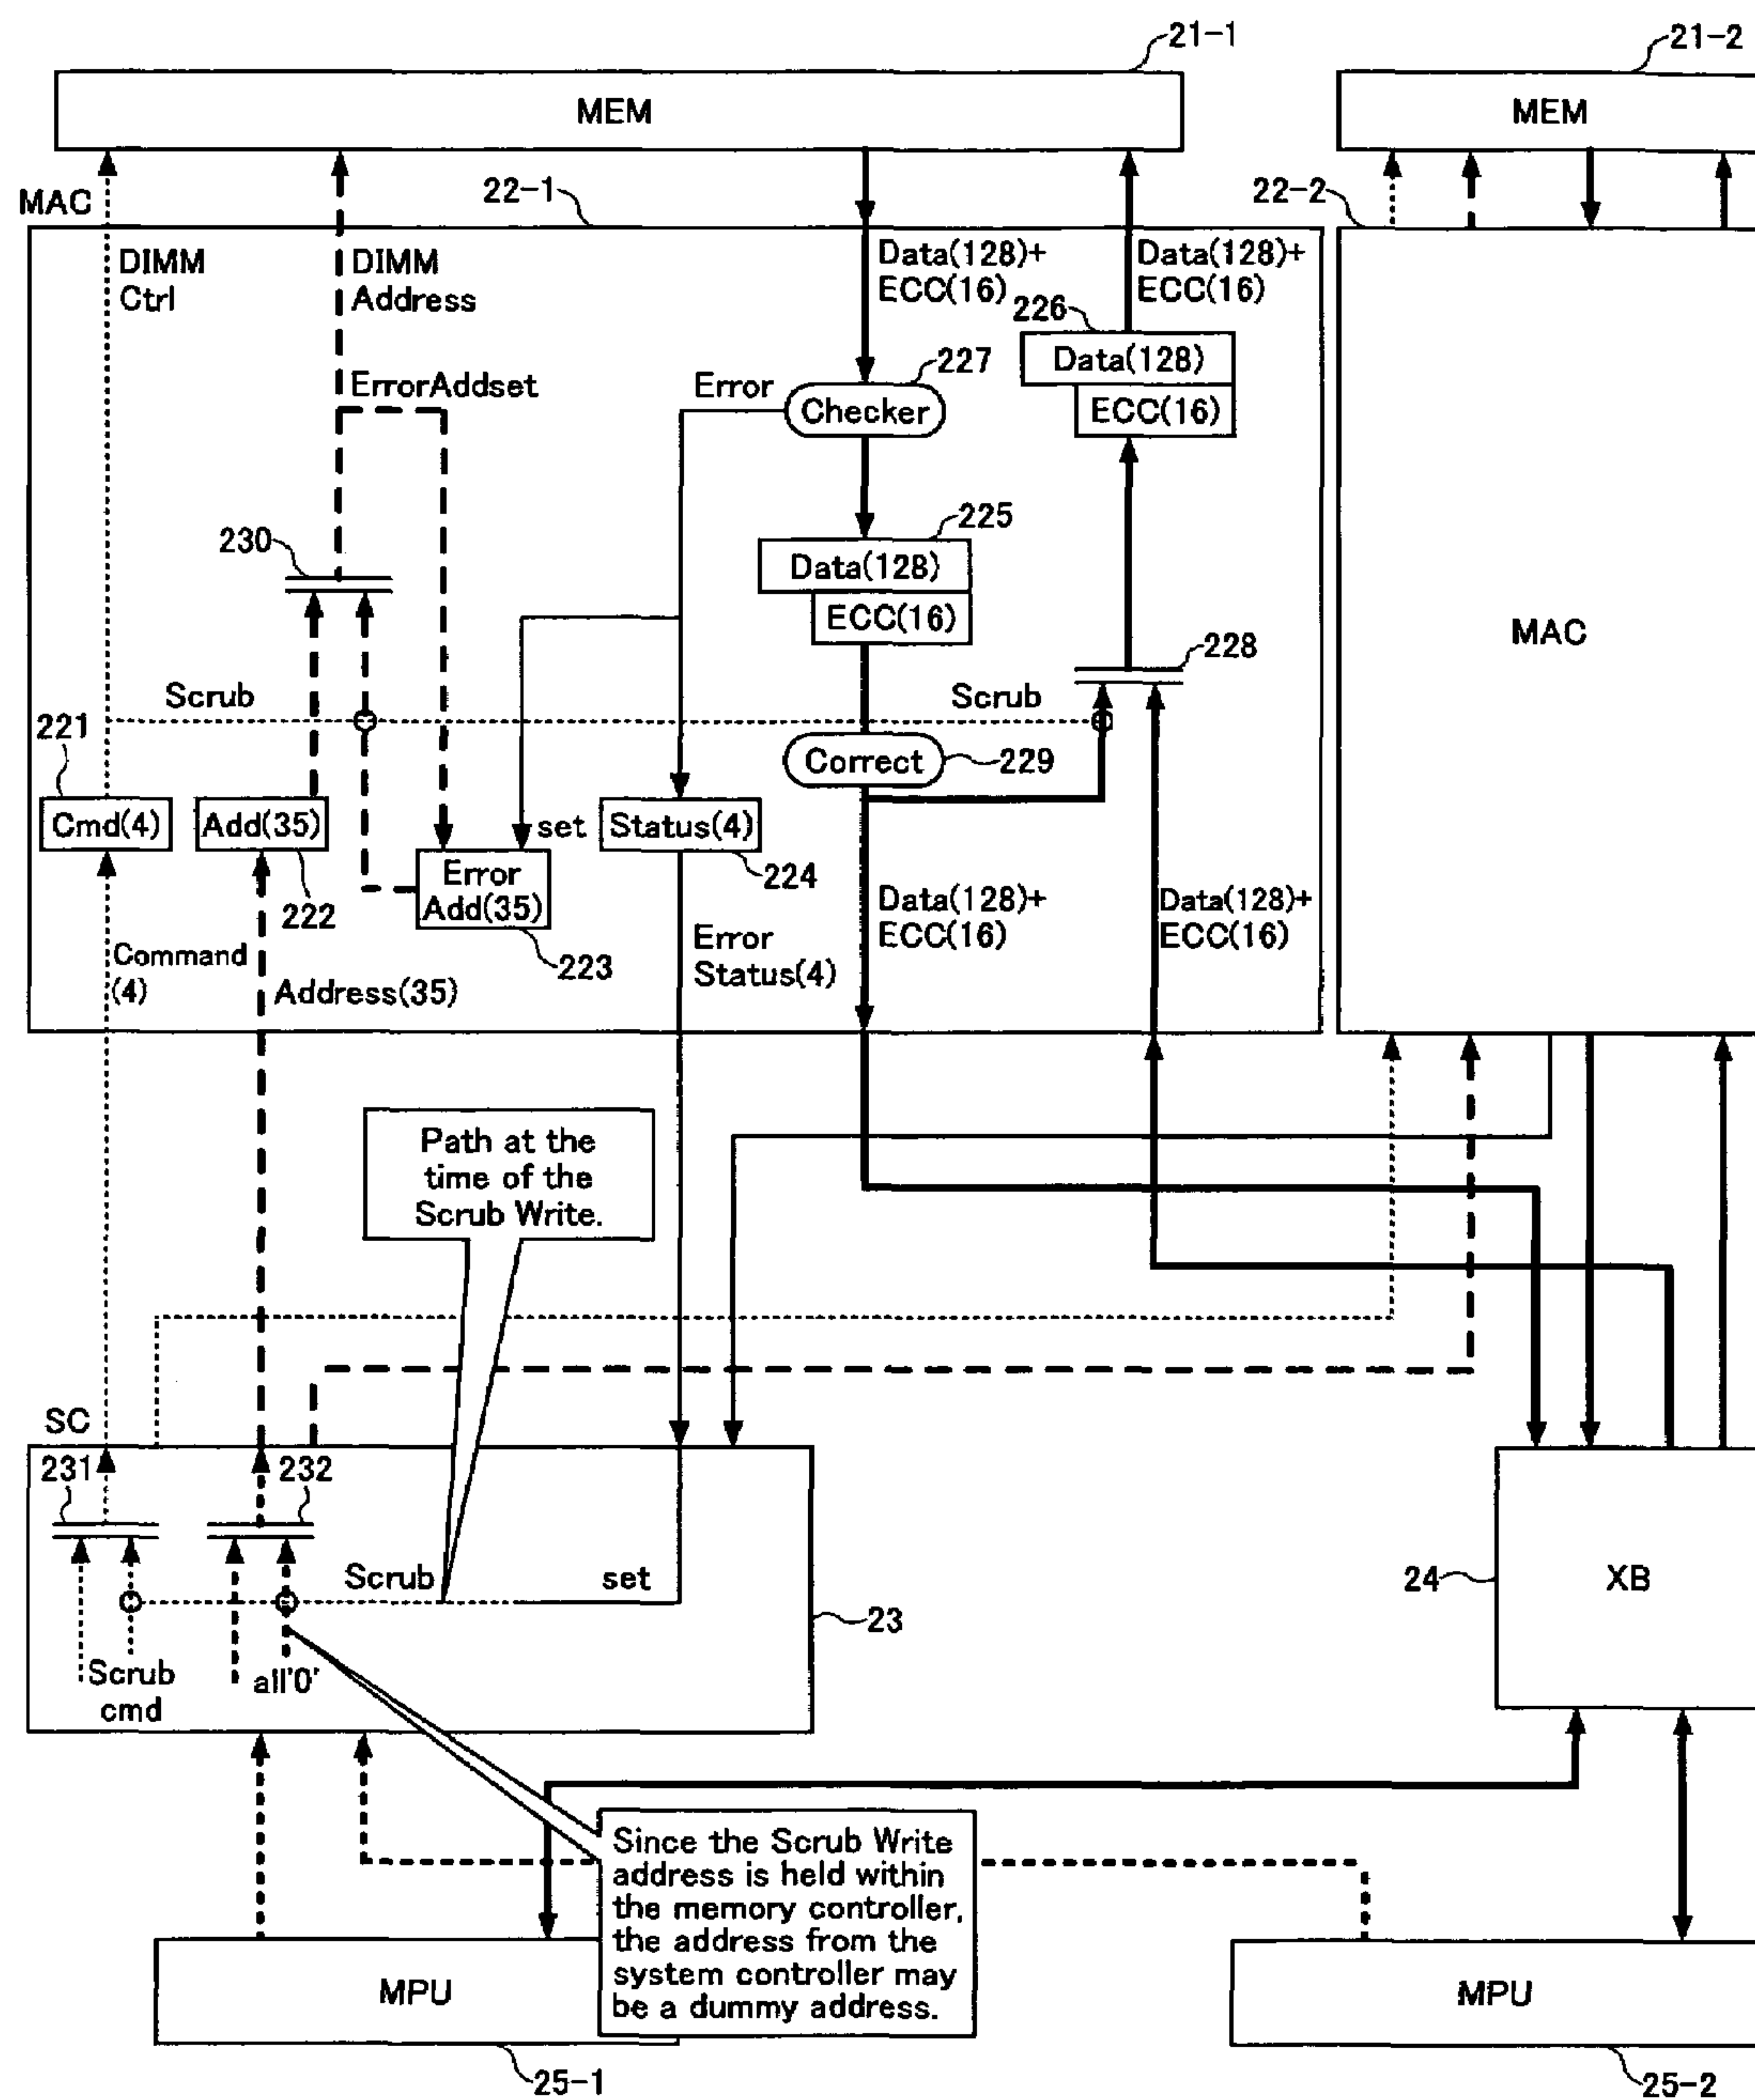 21-1
21-2
MEM
MEM
MAC
22-1
22-2
DIMM
Ctrl
DIMM
Address
Data(128)+
ECC(16)
Data(128)+
ECC(16)
226
Data(128)
ECC(16)
227
Error
Checker
ErrorAddset
225
Data(128)
ECC(16)
230
MAC
228
Scrub
Scrub
221
Correct
229
Cmd(4)
Add(35)
set
Status(4)
222
Error
Add(35)
224
223
Data(128)+
ECC(16)
Data(128)+
ECC(16)
Command
(4)
Address(35)
Error
Status(4)
Path at the
time of the
Scrub Write.
SC
231
232
Scrub
set
24
XB
23
Scrub
cmd
all'0'
Since the Scrub Write
address is held within
the memory controller,
the address from the
system controller may
be a dummy address.
MPU
MPU
25-1
25-2